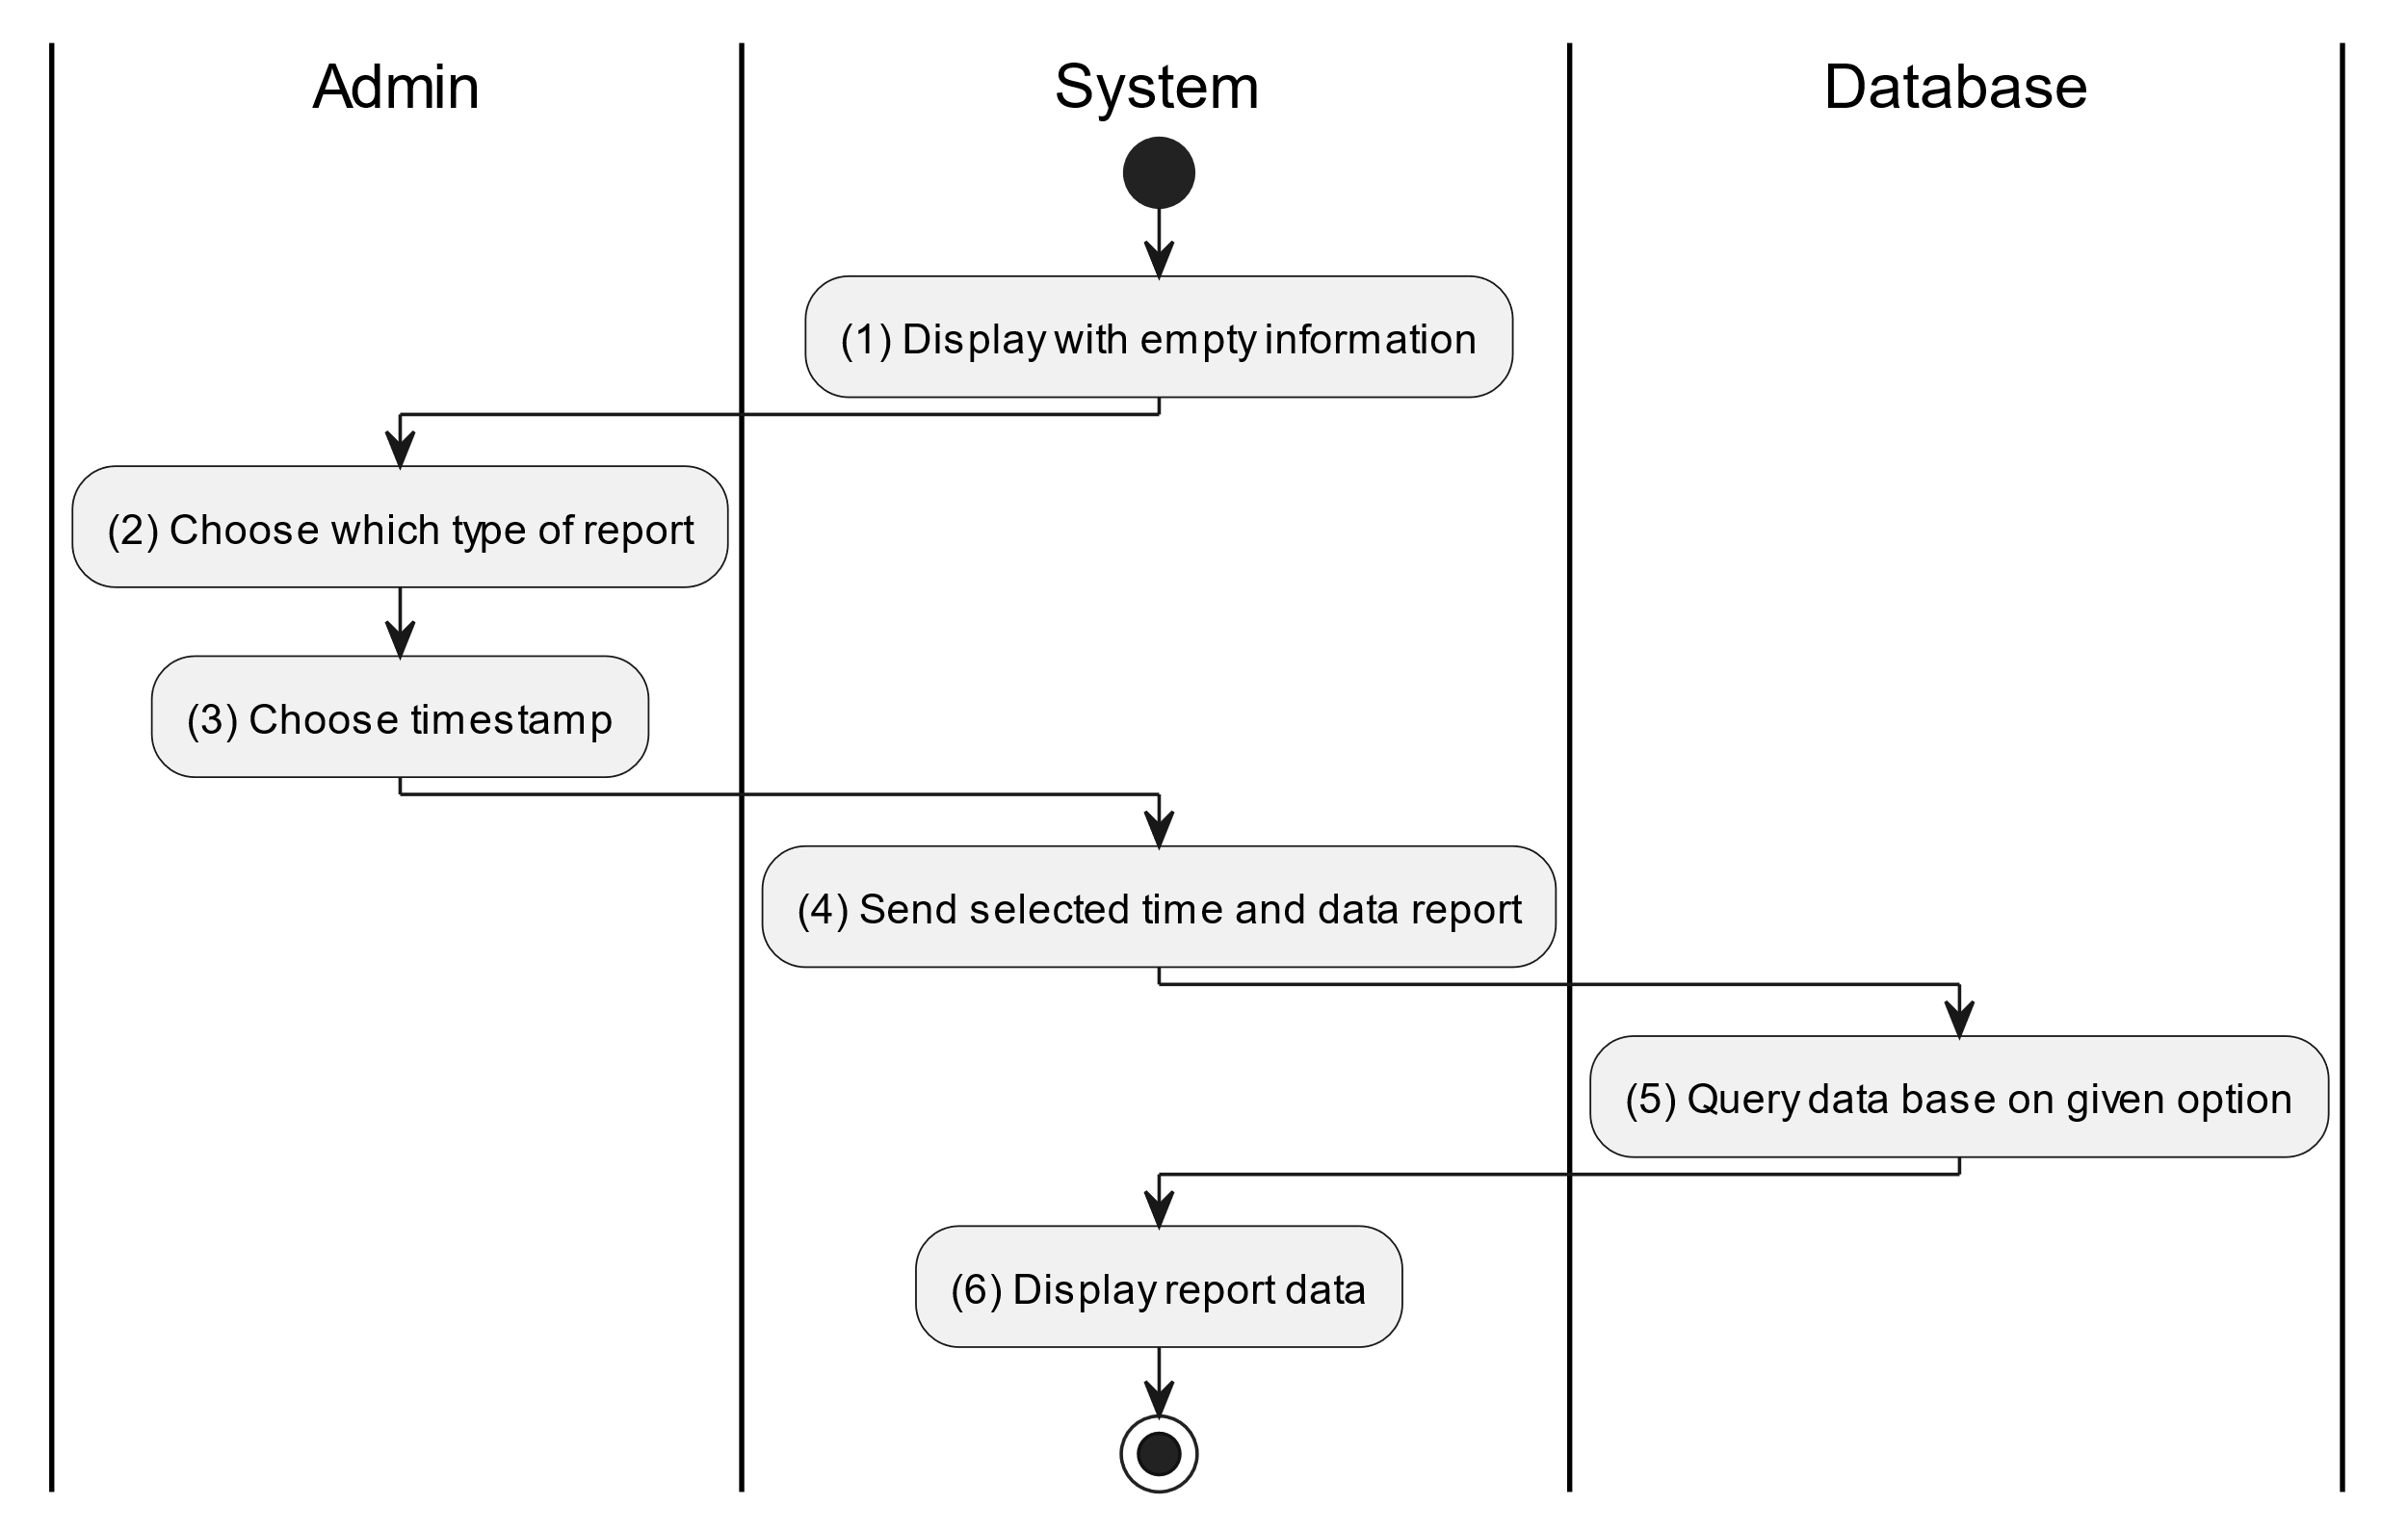 Admin
System
Database
(1) Display with empty information
(2) Choose which type of report
(3) Choose timestamp
(4) Send selected time and data report
(5) Query data base on given option
(6) Display report data